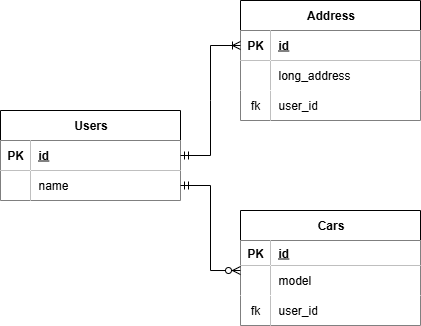 Address
PK id
long_address
fk user_id
Users
PK id
name
Cars
PK id
model
fk user_id